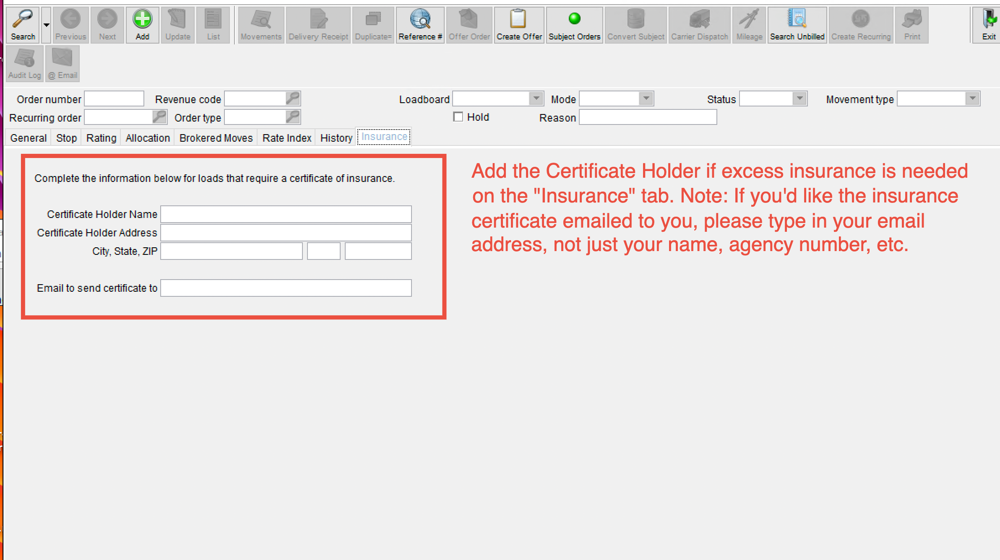 Search Previous Next Add Update List Movements Delivery Receipt Duplicate= Reference # Offer Order Create Offer Subject Orders Convert Subject Carrier Dispatch Mileage Search Unbilled Create Recurring Print Exit
Audit Log @ Email
Order number Revenue code Loadboard Mode Status Movement type
Recurring order Order type Hold Reason
General Stop Rating Allocation Brokered Moves Rate Index History Insurance
Complete the information below for loads that require a certificate of insurance.
Certificate Holder Name
Certificate Holder Address
City, State, ZIP
Email to send certificate to
Add the Certificate Holder if excess insurance is needed
on the "Insurance" tab. Note: If you'd like the insurance
certificate emailed to you, please type in your email
address, not just your name, agency number, etc.